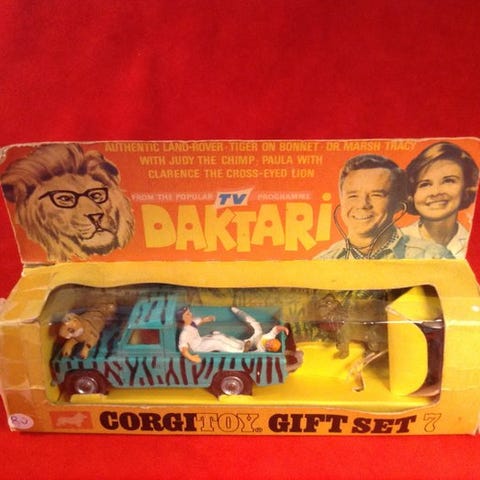 AUTHENTIC LAND-ROVER · TIGER ON BONNET · DR. MARSH TRACY
WITH JUDY THE CHIMP · PAULA WITH
CLARENCE THE CROSS-EYED LION
FROM THE POPULAR TV PROGRAMME
DAKTARI
CORGI TOY. GIFT SET 7